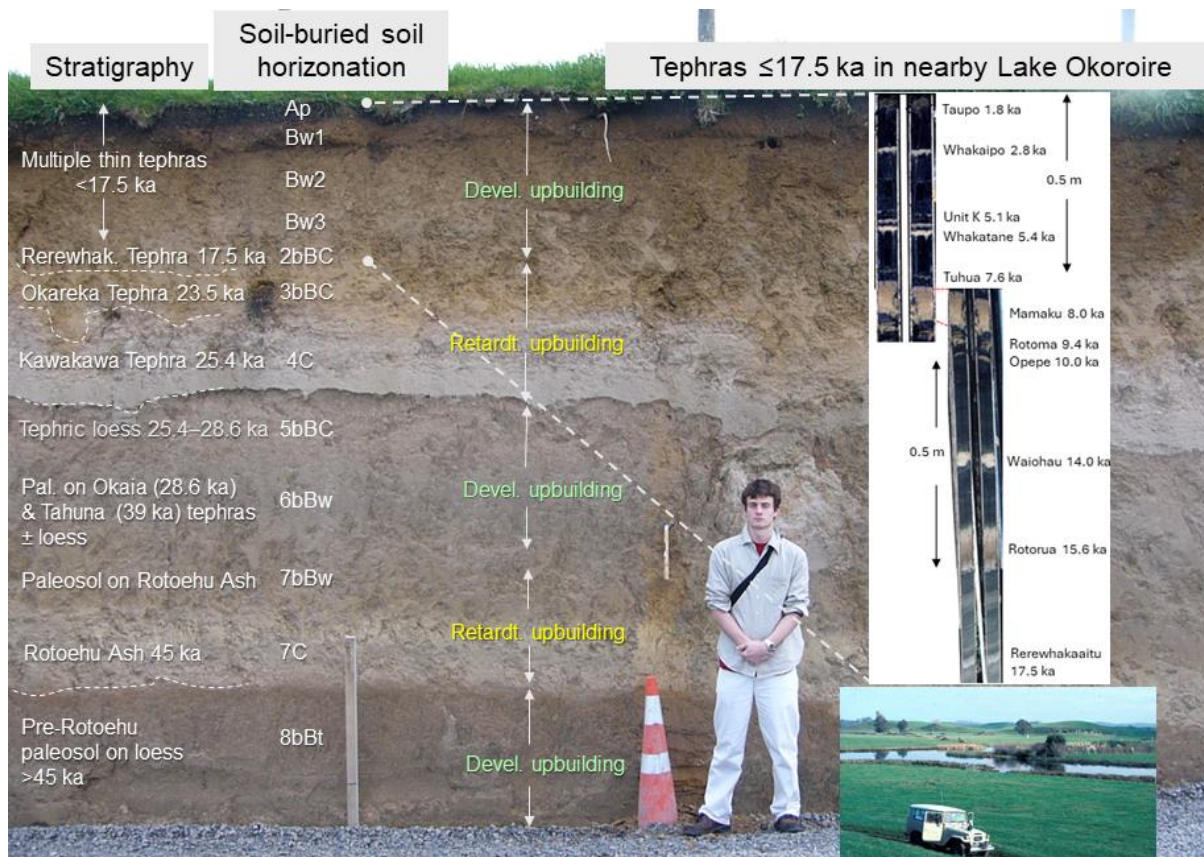 Stratigraphy
Soil-buried soil
horizonation
Tephras ≤17.5 ka in nearby Lake Okoroire
Multiple thin tephras
<17.5 ka
Rerewhak. Tephra 17.5 ka
Okareka Tephra 23.5 ka
Kawakawa Tephra 25.4 ka
Tephric loess 25.4–28.6 ka
Pal. on Okaia (28.6 ka)
& Tahuna (39 ka) tephras
± loess
Paleosol on Rotoehu Ash
Rotoehu Ash 45 ka
Pre-Rotoehu
paleosol on loess
>45 ka
Ap
Bw1
Bw2
Bw3
2bBC
3bBC
4C
5bBC
6bBw
7bBw
7C
8bBt
Devel. upbuilding
Retardt. upbuilding
Devel. upbuilding
Retardt. upbuilding
Devel. upbuilding
Taupo 1.8 ka
Whakaipo 2.8 ka
0.5 m
Unit K 5.1 ka
Whakatane 5.4 ka
Tuhua 7.6 ka
Mamaku 8.0 ka
Rotoma 9.4 ka
Opepe 10.0 ka
0.5 m
Waiohau 14.0 ka
Rotorua 15.6 ka
Rerewhakaaitu
17.5 ka